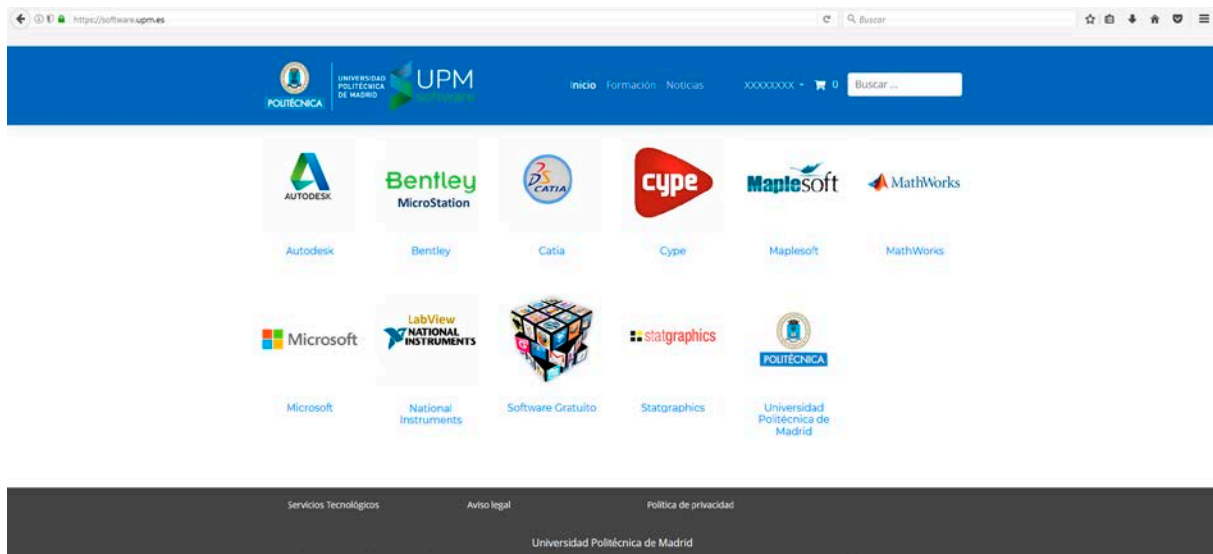 https://software.upm.es
Buscar
POLITÉCNICA
UNIVERSIDAD
POLITÉCNICA
DE MADRID
UPM
software
Inicio Formación Noticias XXXXXXXX 0 Buscar ...
AUTODESK
Bentley
MicroStation
CATIA
cype
Maplesoft
MathWorks
Autodesk Bentley Catia Cype Maplesoft MathWorks
Microsoft
LabView
NATIONAL
INSTRUMENTS
statgraphics
POLITÉCNICA
Microsoft National Software Gratuito Statgraphics Universidad
Instruments Politécnica de
Madrid
Servicios Tecnológicos Aviso legal Política de privacidad
Universidad Politécnica de Madrid